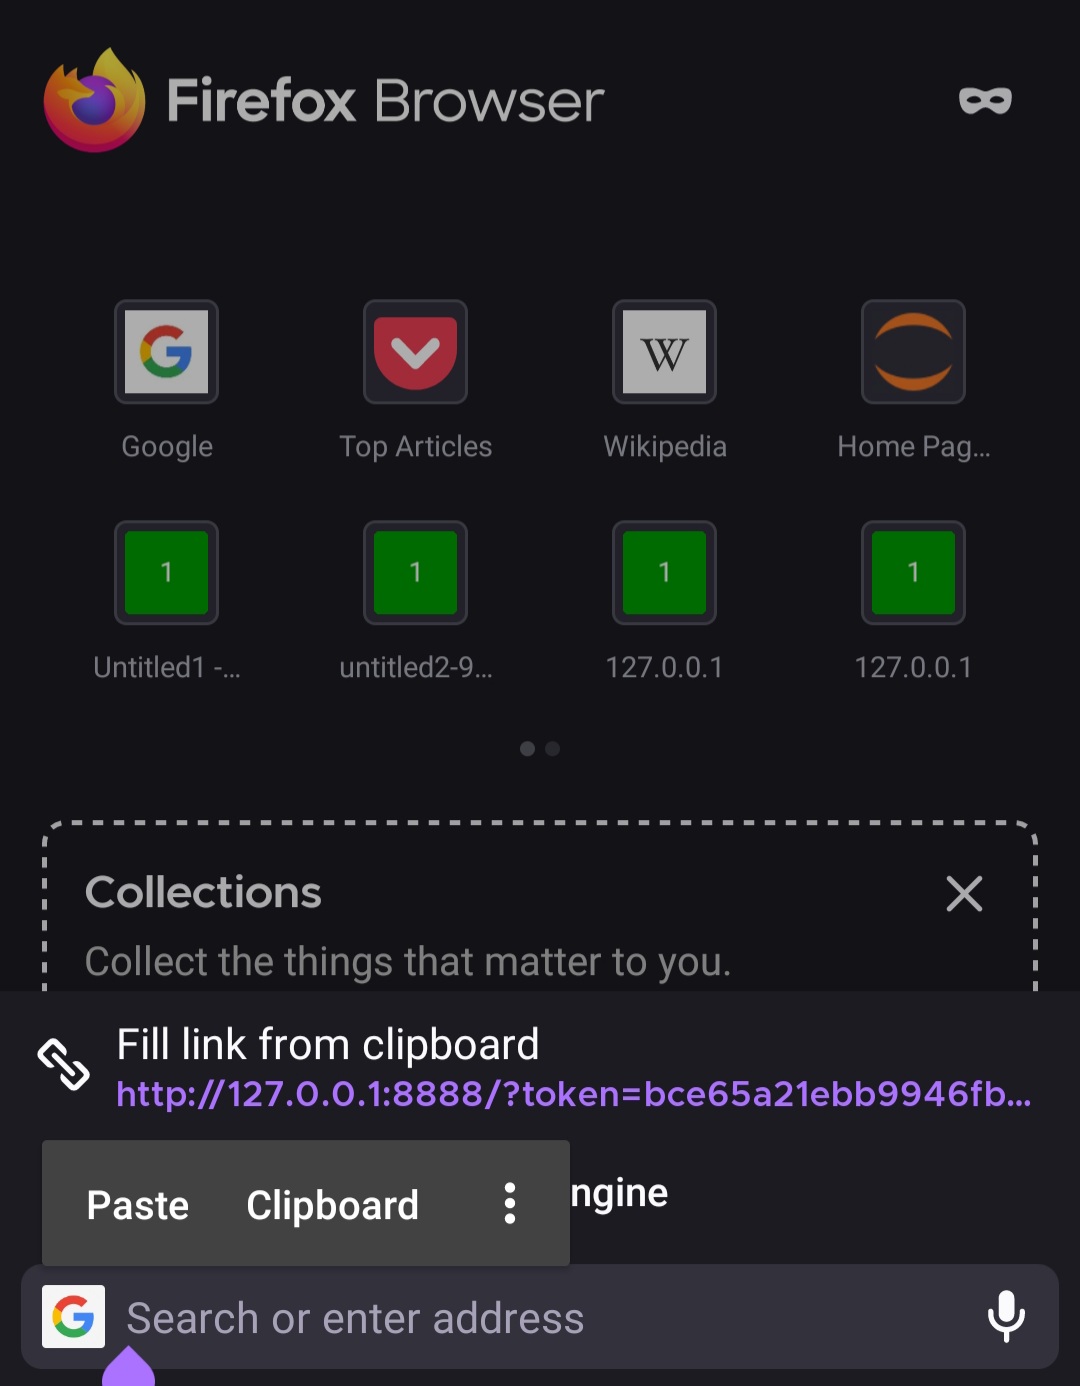 Firefox Browser
Google
Top Articles
Wikipedia
Home Pag...
1
1
1
1
Untitled1 -...
untitled2-9...
127.0.0.1
127.0.0.1
Collections
Collect the things that matter to you.
Fill link from clipboard
http://127.0.0.1:8888/?token=bce65a21ebb9946fb...
Paste Clipboard
ngine
Search or enter address